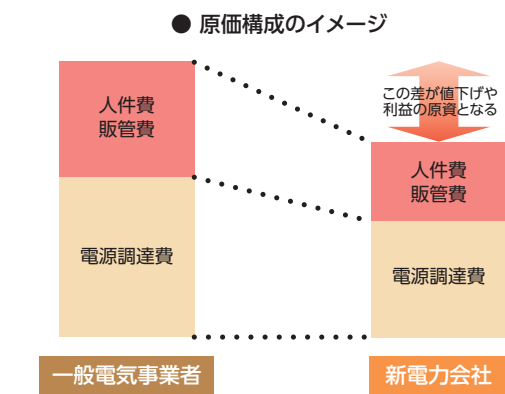 ● 原価構成のイメージ
この差が値下げや
利益の原資となる
人件費
販管費
人件費
販管費
電源調達費
電源調達費
一般電気事業者
新電力会社